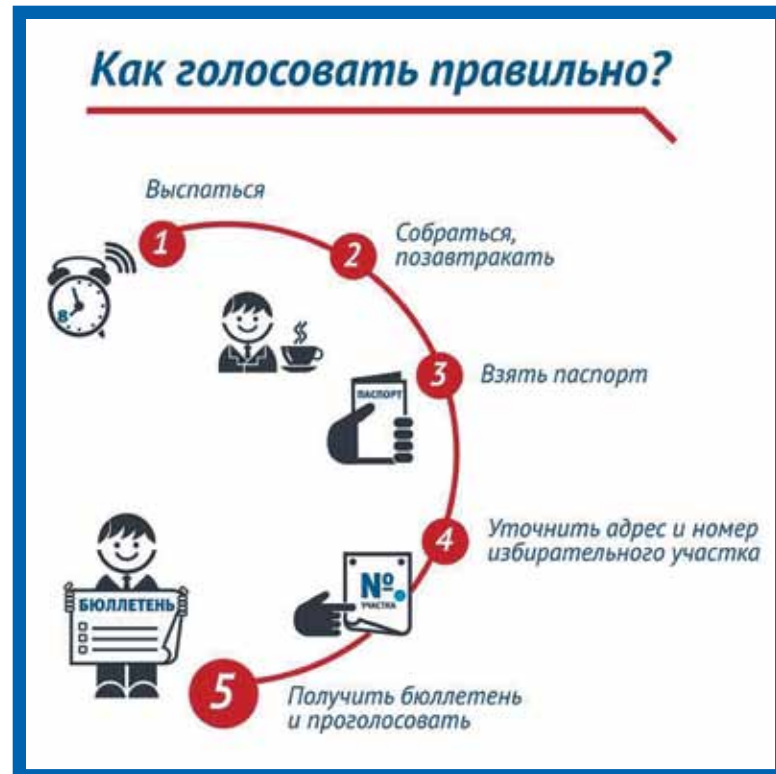 Как голосовать правильно?
Выспаться
1
8
2
Собраться,
позавтракать
3
Взять паспорт
ПАСПОРТ
4
Уточнить адрес и номер
избирательного участка
№
УЧАСТКА
БЮЛЛЕТЕНЬ
5
Получить бюллетень
и проголосовать